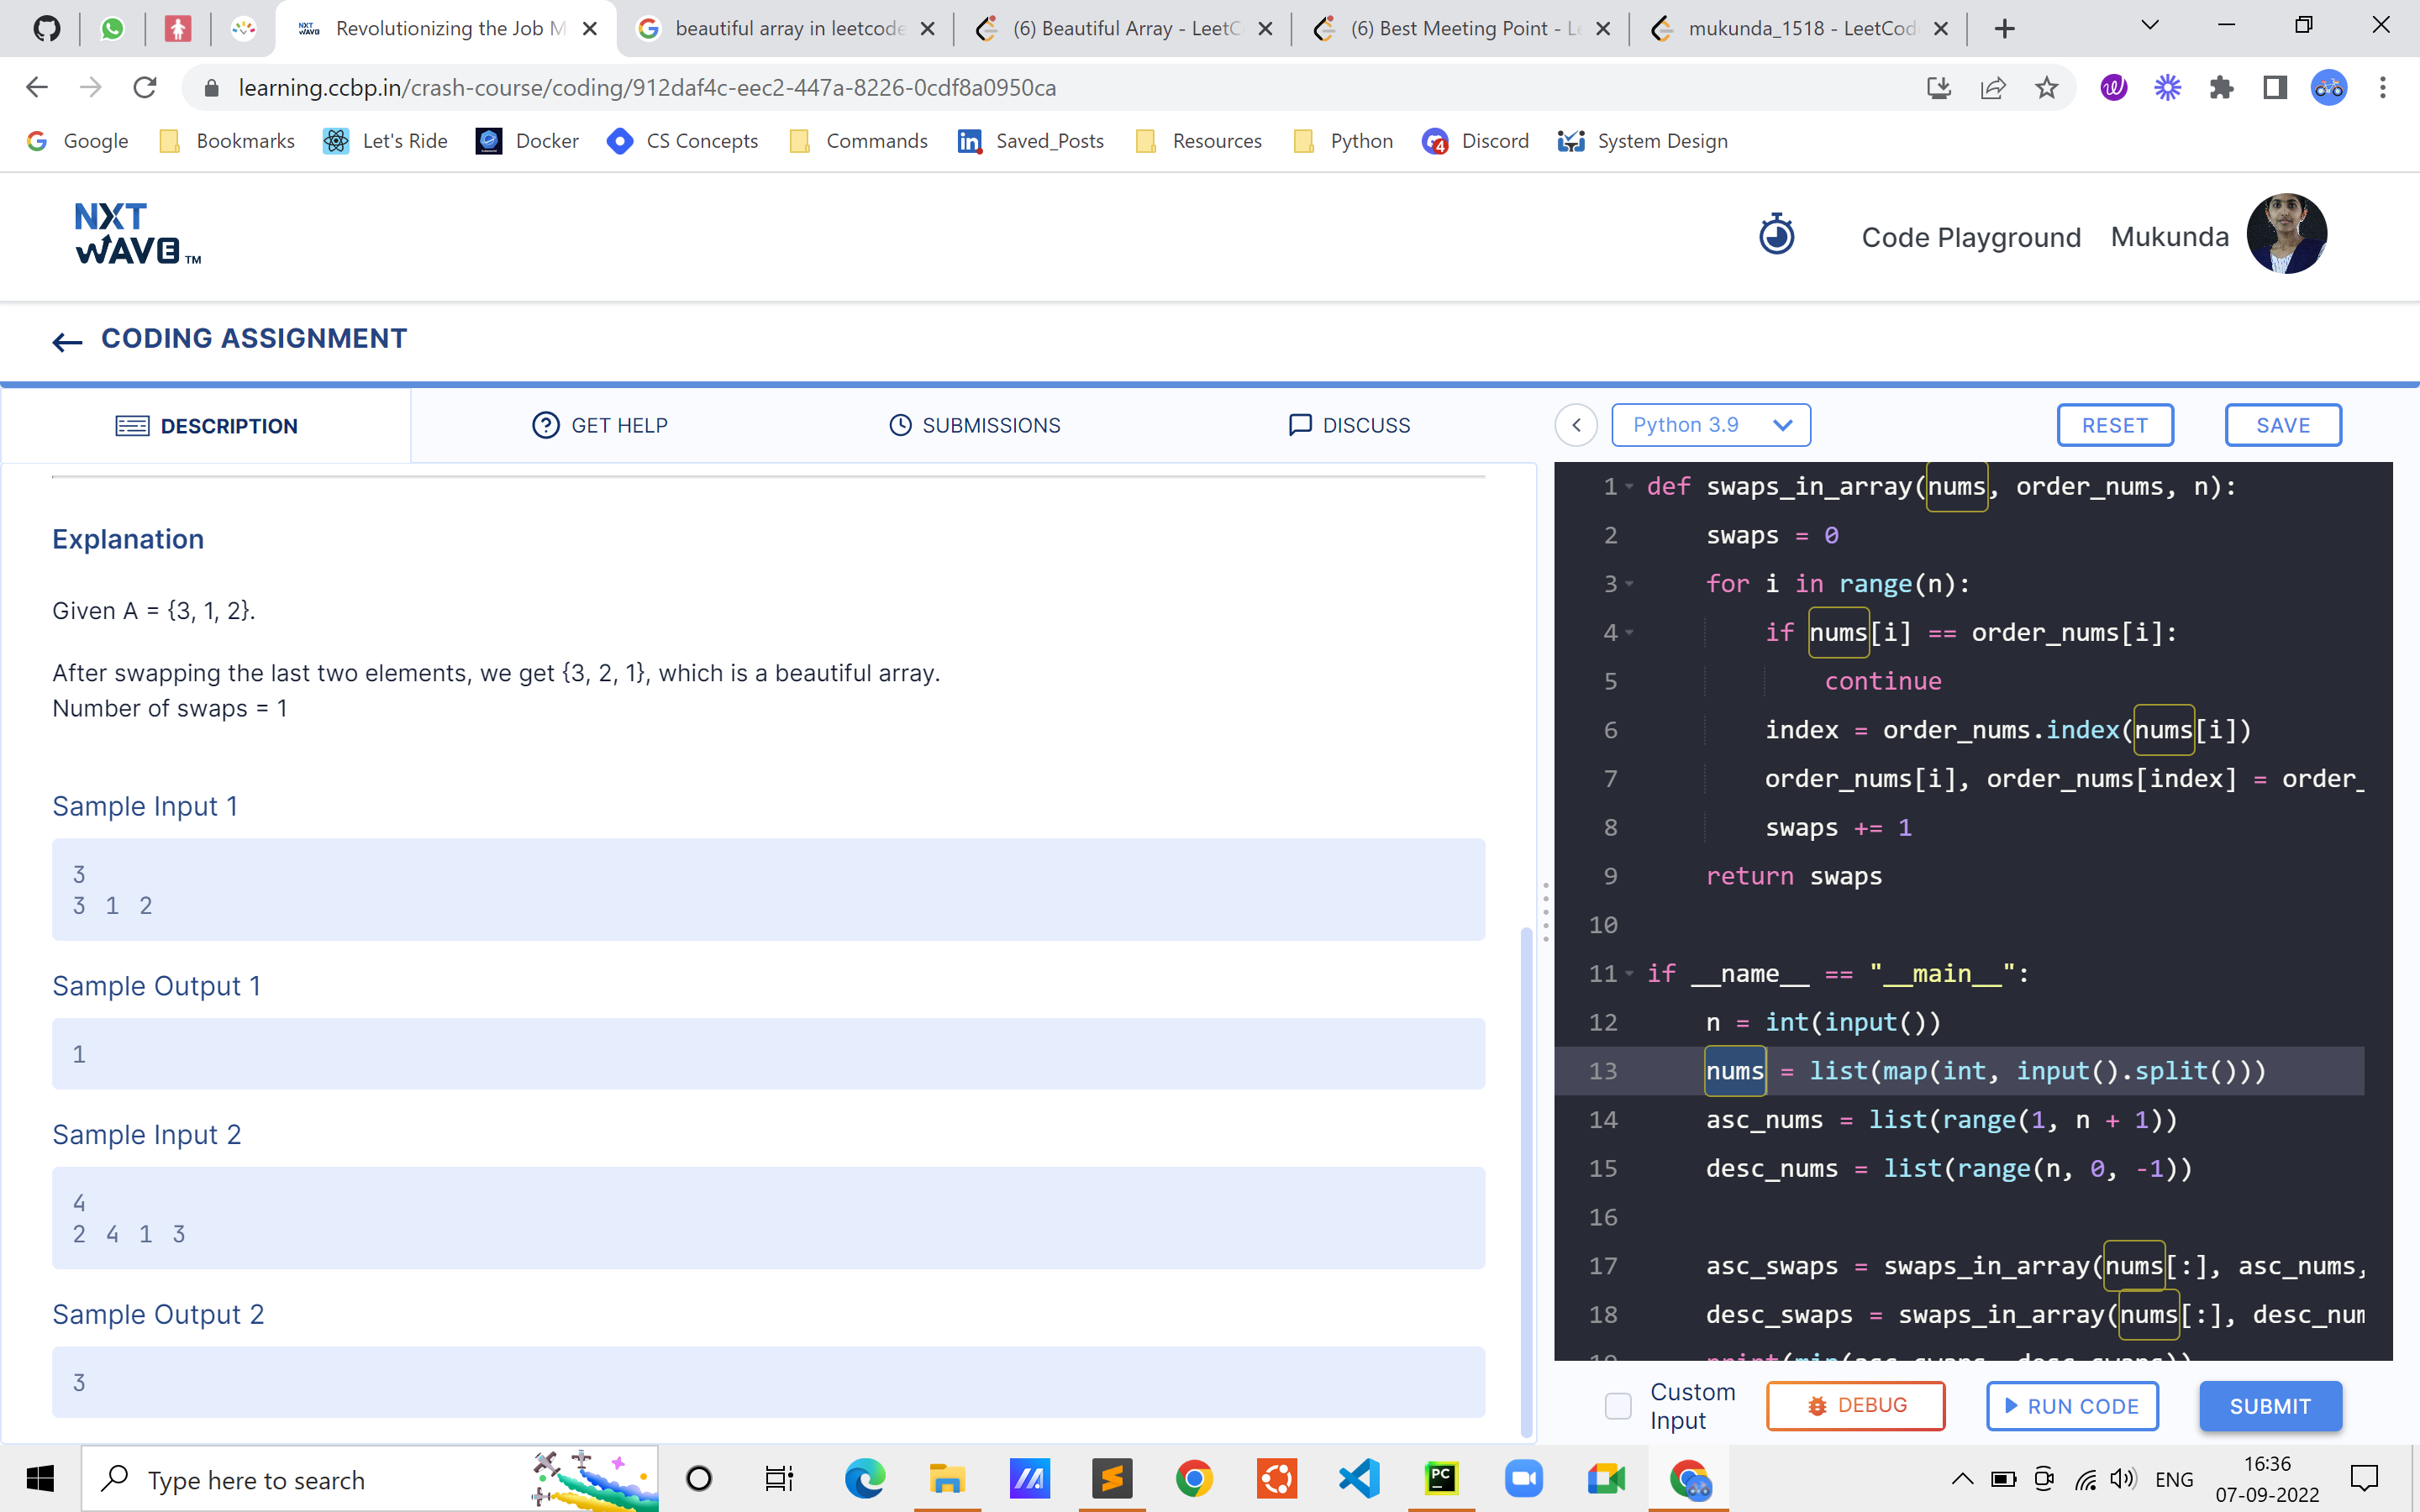 Revolutionizing the Job M
beautiful array in leetcode
(6) Beautiful Array - LeetC
(6) Best Meeting Point - Le
mukunda_1518 - LeetCod
learning.ccbp.in/crash-course/coding/912daf4c-eec2-447a-8226-0cdf8a0950ca
Google
Bookmarks
Let's Ride
Docker
CS Concepts
Commands
Saved_Posts
Resources
Python
Discord
System Design
NXT
WAVE TM
Code Playground
Mukunda
CODING ASSIGNMENT
DESCRIPTION
GET HELP
SUBMISSIONS
DISCUSS
Python 3.9
RESET
SAVE
Explanation
Given A = {3, 1, 2}.
After swapping the last two elements, we get {3, 2, 1}, which is a beautiful array.
Number of swaps = 1
Sample Input 1
3
3 1 2
Sample Output 1
1
Sample Input 2
4
2 4 1 3
Sample Output 2
3
1 def swaps_in_array(nums, order_nums, n):
2 swaps = 0
3 for i in range(n):
4 if nums[i] == order_nums[i]:
5 continue
6 index = order_nums.index(nums[i])
7 order_nums[i], order_nums[index] = order_
8 swaps += 1
9 return swaps
10
11 if __name__ == "__main__":
12 n = int(input())
13 nums = list(map(int, input().split()))
14 asc_nums = list(range(1, n + 1))
15 desc_nums = list(range(n, 0, -1))
16
17 asc_swaps = swaps_in_array(nums[:], asc_nums,
18 desc_swaps = swaps_in_array(nums[:], desc_num
19 print(min(asc_swaps, desc_swaps))
Custom
Input
DEBUG
RUN CODE
SUBMIT
Type here to search
PC
ENG
16:36
07-09-2022